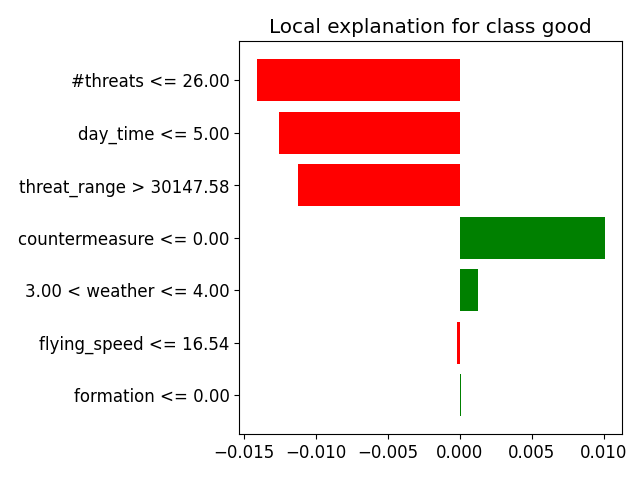 Local explanation for class good
#threats <= 26.00
day_time <= 5.00
threat_range > 30147.58
countermeasure <= 0.00
3.00 < weather <= 4.00
flying_speed <= 16.54
formation <= 0.00
−0.015 −0.010 −0.005 0.000 0.005 0.010